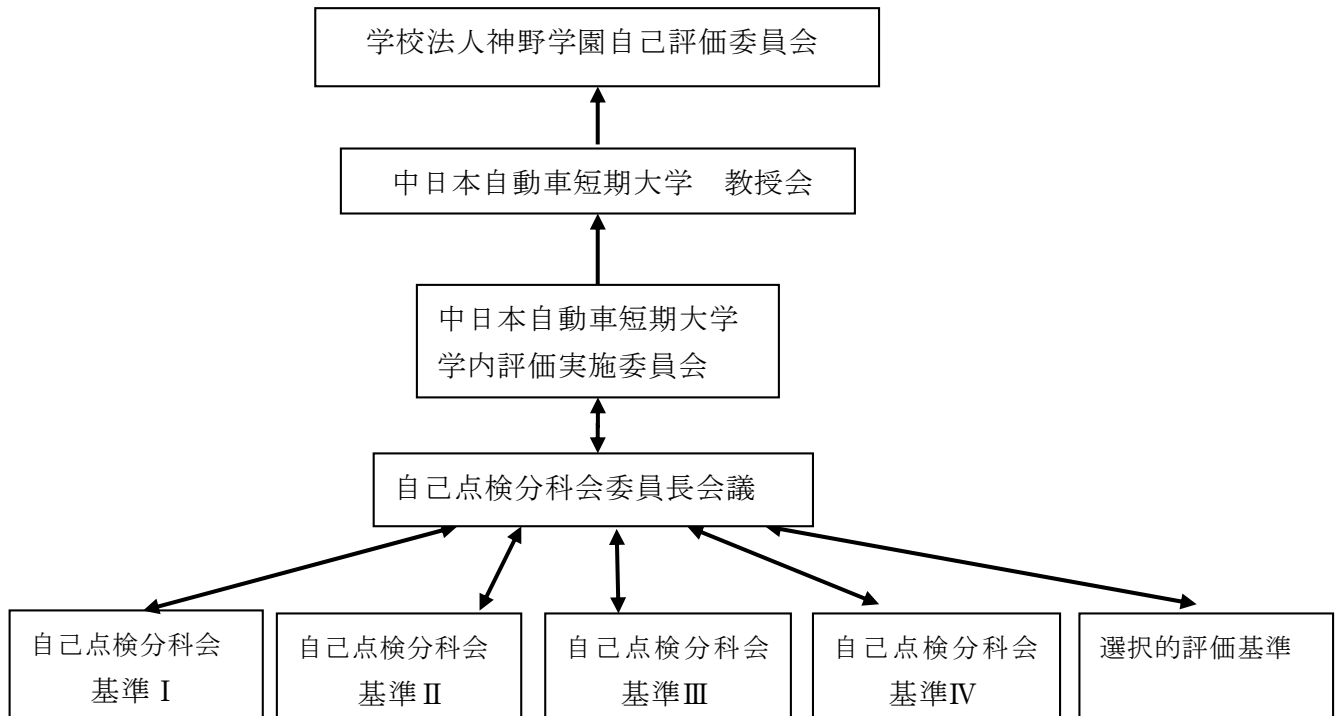 学校法人神野学園自己評価委員会
中日本自動車短期大学　教授会
中日本自動車短期大学
学内評価実施委員会
自己点検分科会委員長会議
自己点検分科会
基準Ⅰ
自己点検分科会
基準Ⅱ
自己点検分科会
基準Ⅲ
自己点検分科会
基準Ⅳ
選択的評価基準